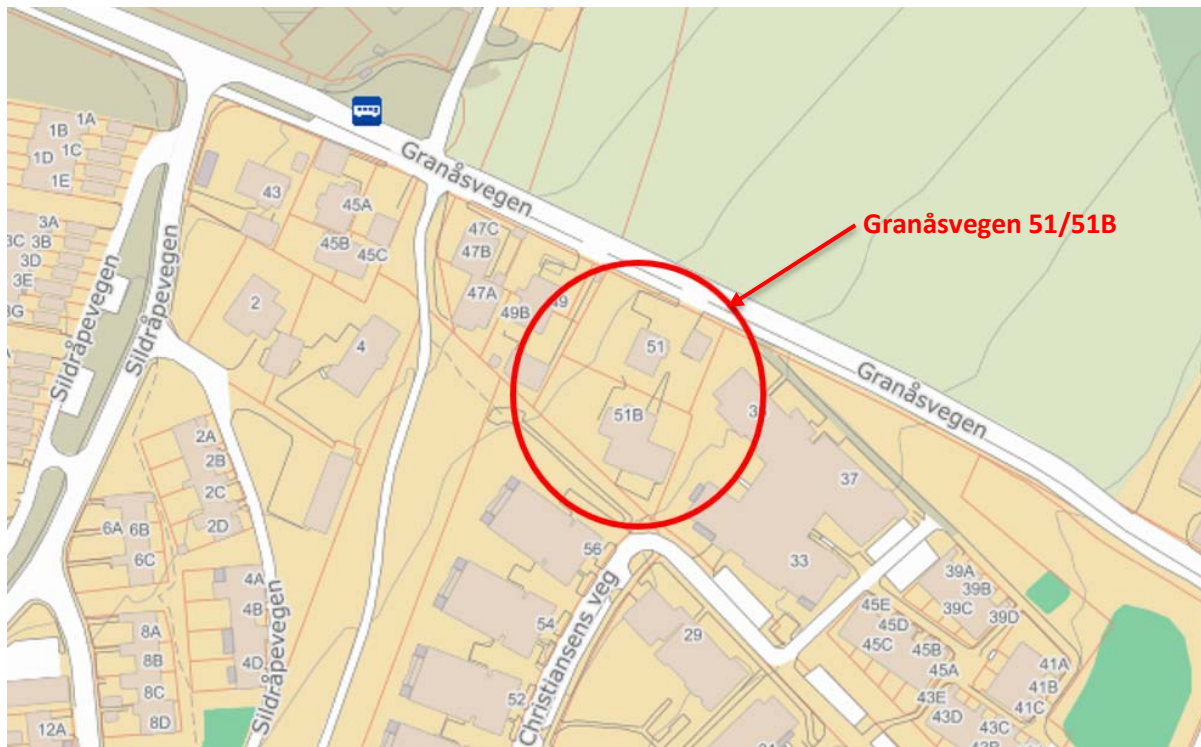 1A
1B
1C
1D
1E
43
45A
45B
45C
Granåsvegen
3A
3C
3B
3D
3E
3G
47C
47B
47A
49B
49
Granåsvegen 51/51B
51
51B
2
4
Sildråpevegen
Sildråpevegen
Granåsvegen
37
33
2A
2B
2C
2D
6A
6B
6C
56
54
52
29
Christiansens veg
4A
4B
4D
8A
8B
8C
8D
12A
Sildråpevegen
39A
39B
39C
39D
45E
45D
45C
45B
45A
41A
41B
41C
43E
43D
43C